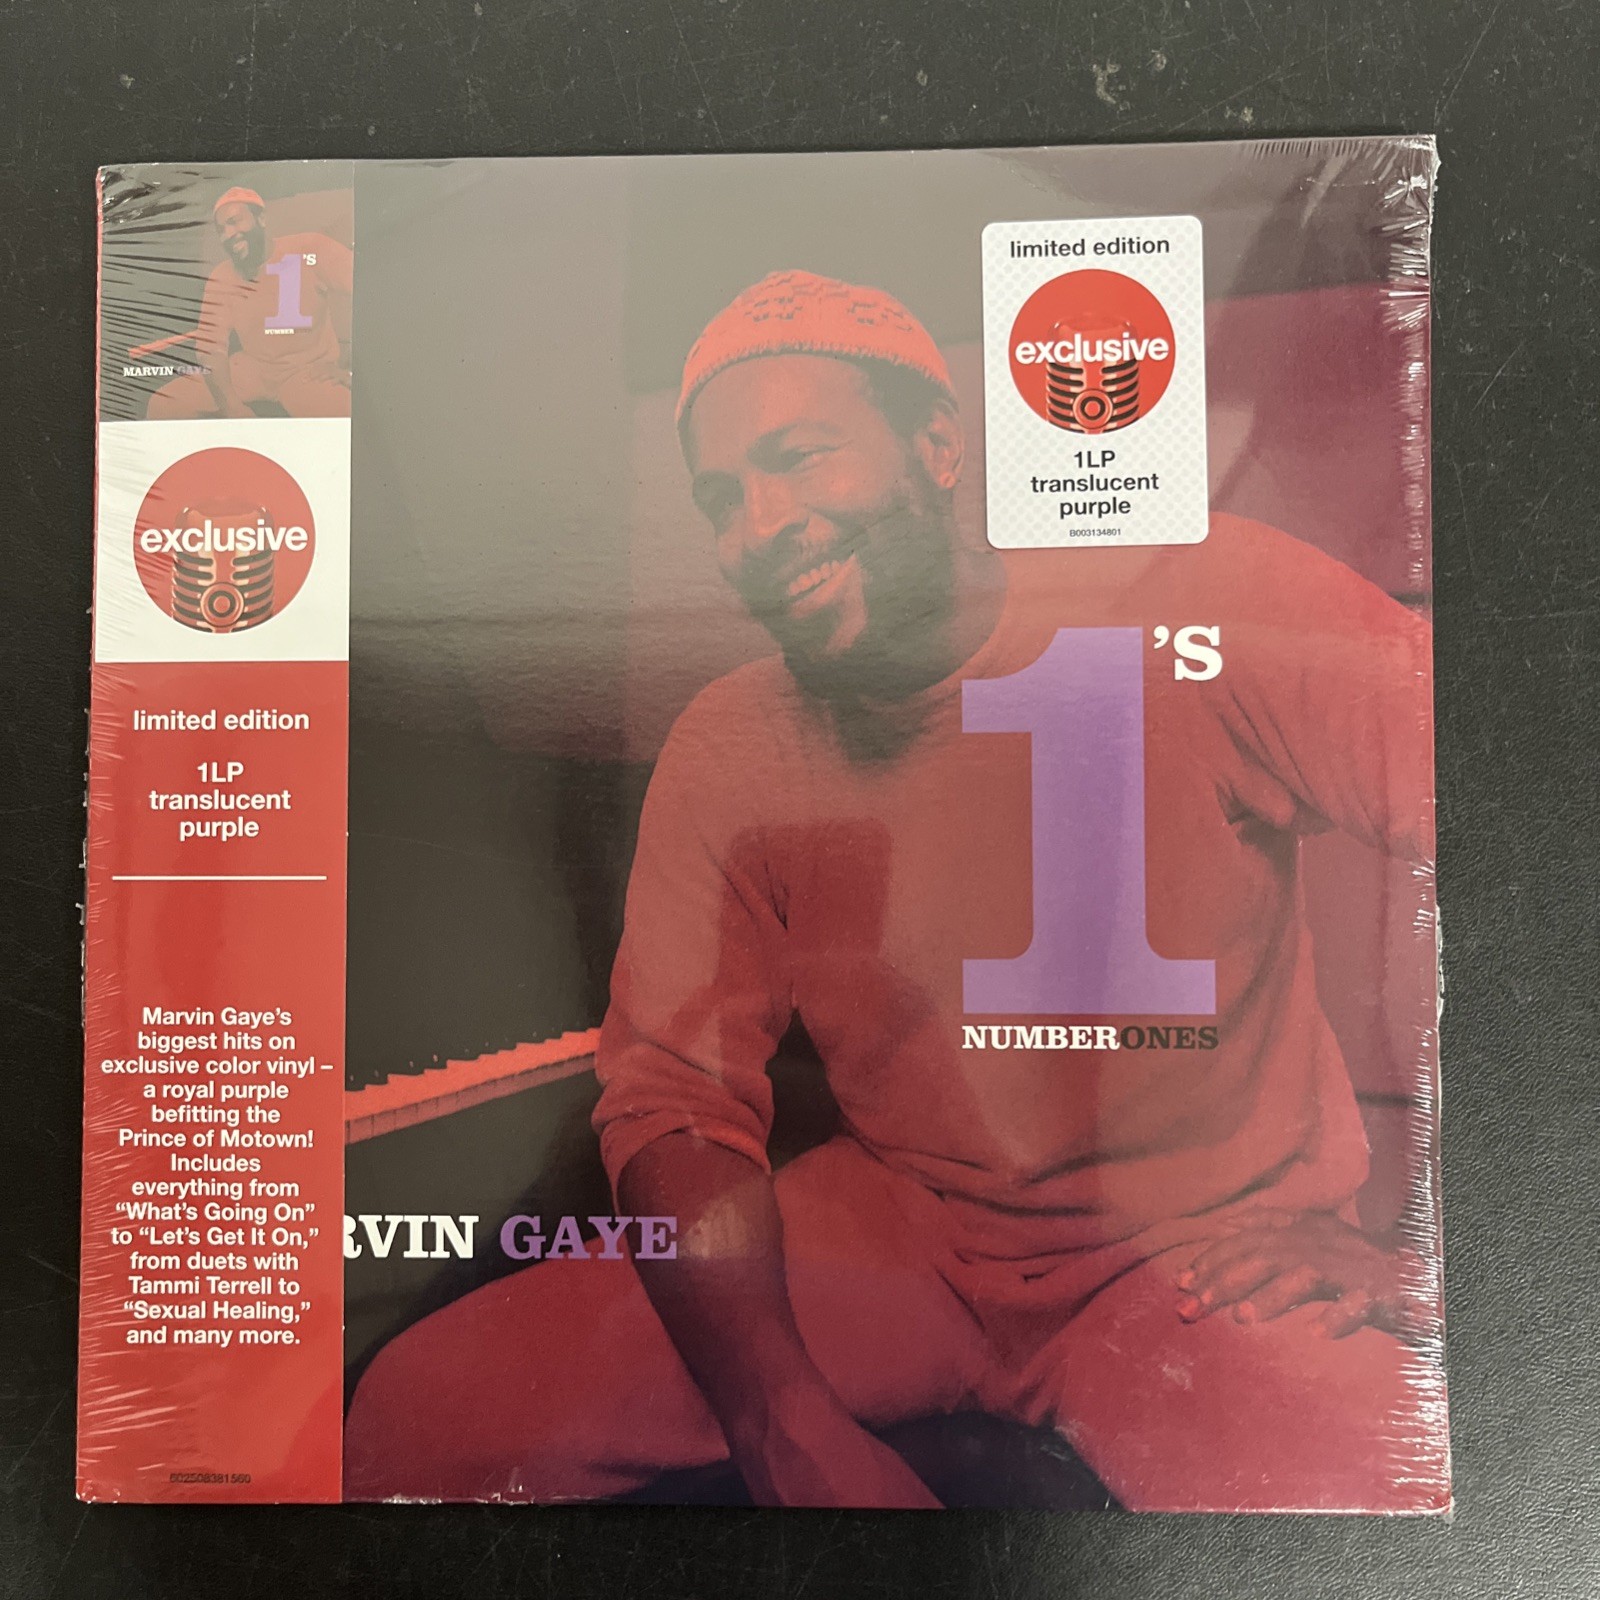 1's
NUMBER
MARVIN GAYE
exclusive
limited edition
1LP
translucent
purple
Marvin Gaye's
biggest hits on
exclusive color vinyl –
a royal purple
befitting the
Prince of Motown!
Includes
everything from
“What's Going On”
to “Let's Get It On,”
from duets with
Tammi Terrell to
“Sexual Healing,”
and many more.
602508381560
limited edition
exclusive
1LP
translucent
purple
B003134801
1's
NUMBERONES
RVIN GAYE